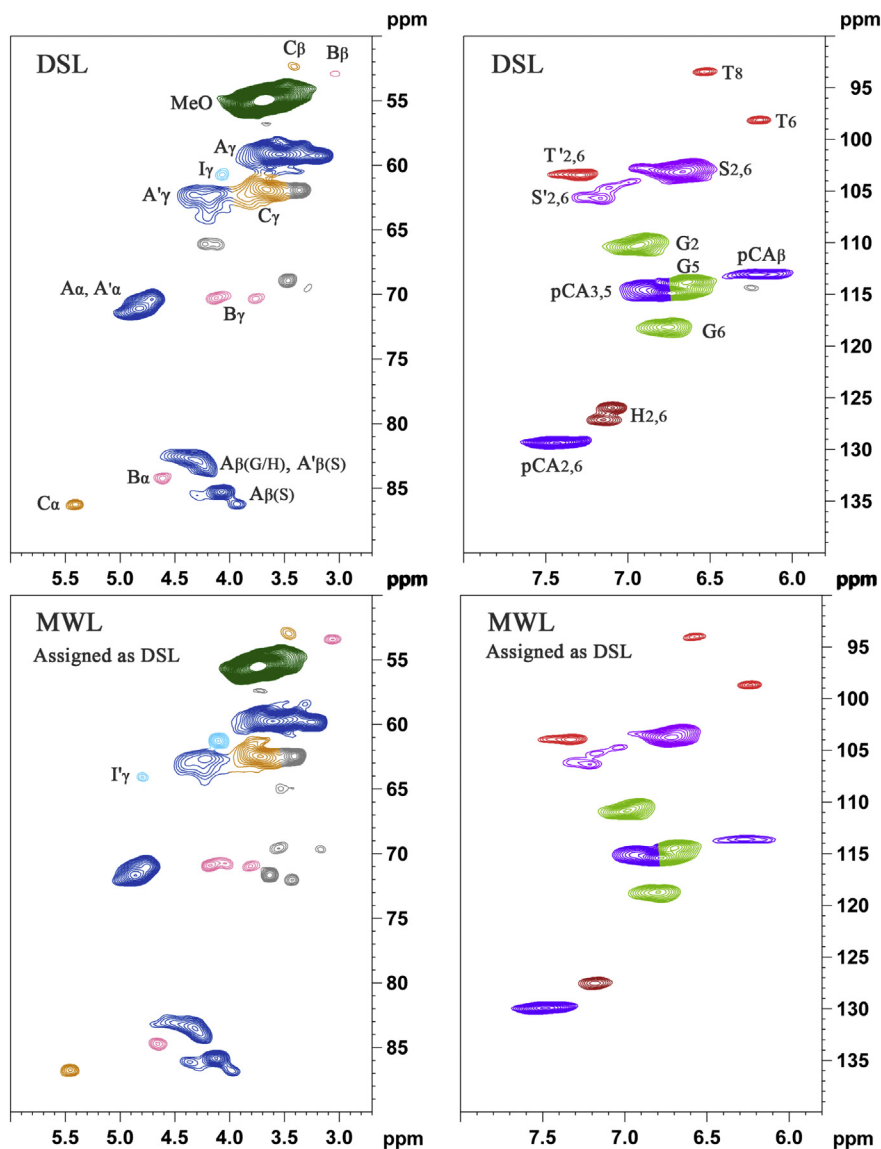 ppm
ppm
DSL
Cβ
Bβ
MeO
Aγ
Iγ
A'γ
Cγ
Aα, A'α
Bγ
Aβ(G/H), A'β(S)
Bα
Aβ(S)
Cα
55
60
65
70
75
80
85
5.5 5.0 4.5 4.0 3.5 3.0 ppm
DSL
T8
T6
T'2,6
S2,6
S'2,6
G2
pCAβ
G5
pCA3,5
G6
H2,6
pCA2,6
95
100
105
110
115
120
125
130
135
7.5 7.0 6.5 6.0 ppm
MWL
Assigned as DSL
I'γ
55
60
65
70
75
80
85
5.5 5.0 4.5 4.0 3.5 3.0 ppm
MWL
Assigned as DSL
95
100
105
110
115
120
125
130
135
7.5 7.0 6.5 6.0 ppm